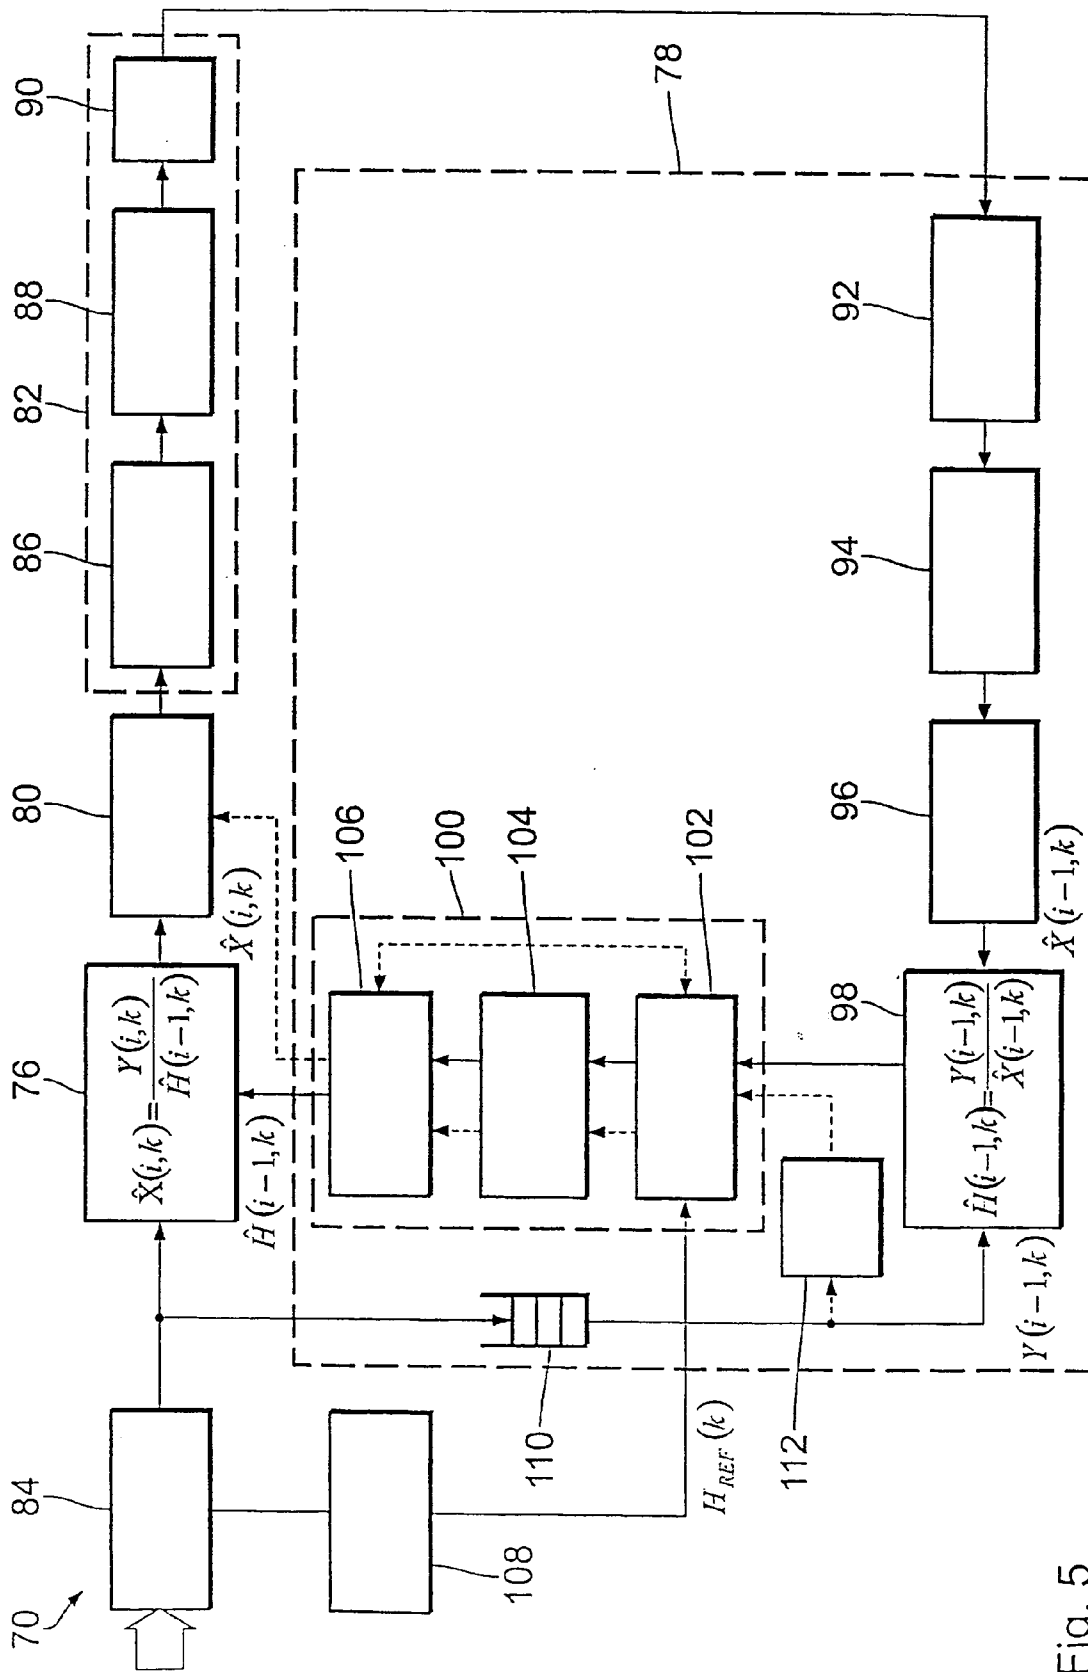 70
84
76
80
82
86
88
90
X̂(i,k) = Y(i,k) / Ĥ(i−1,k)
X̂(i,k)
Ĥ(i−1,k)
108
H_REF(k)
110
112
106
100
104
102
78
Y(i−1,k)
98
Ĥ(i−1,k) = Y(i−1,k) / X̂(i−1,k)
X̂(i−1,k)
96
94
92
Fig. 5